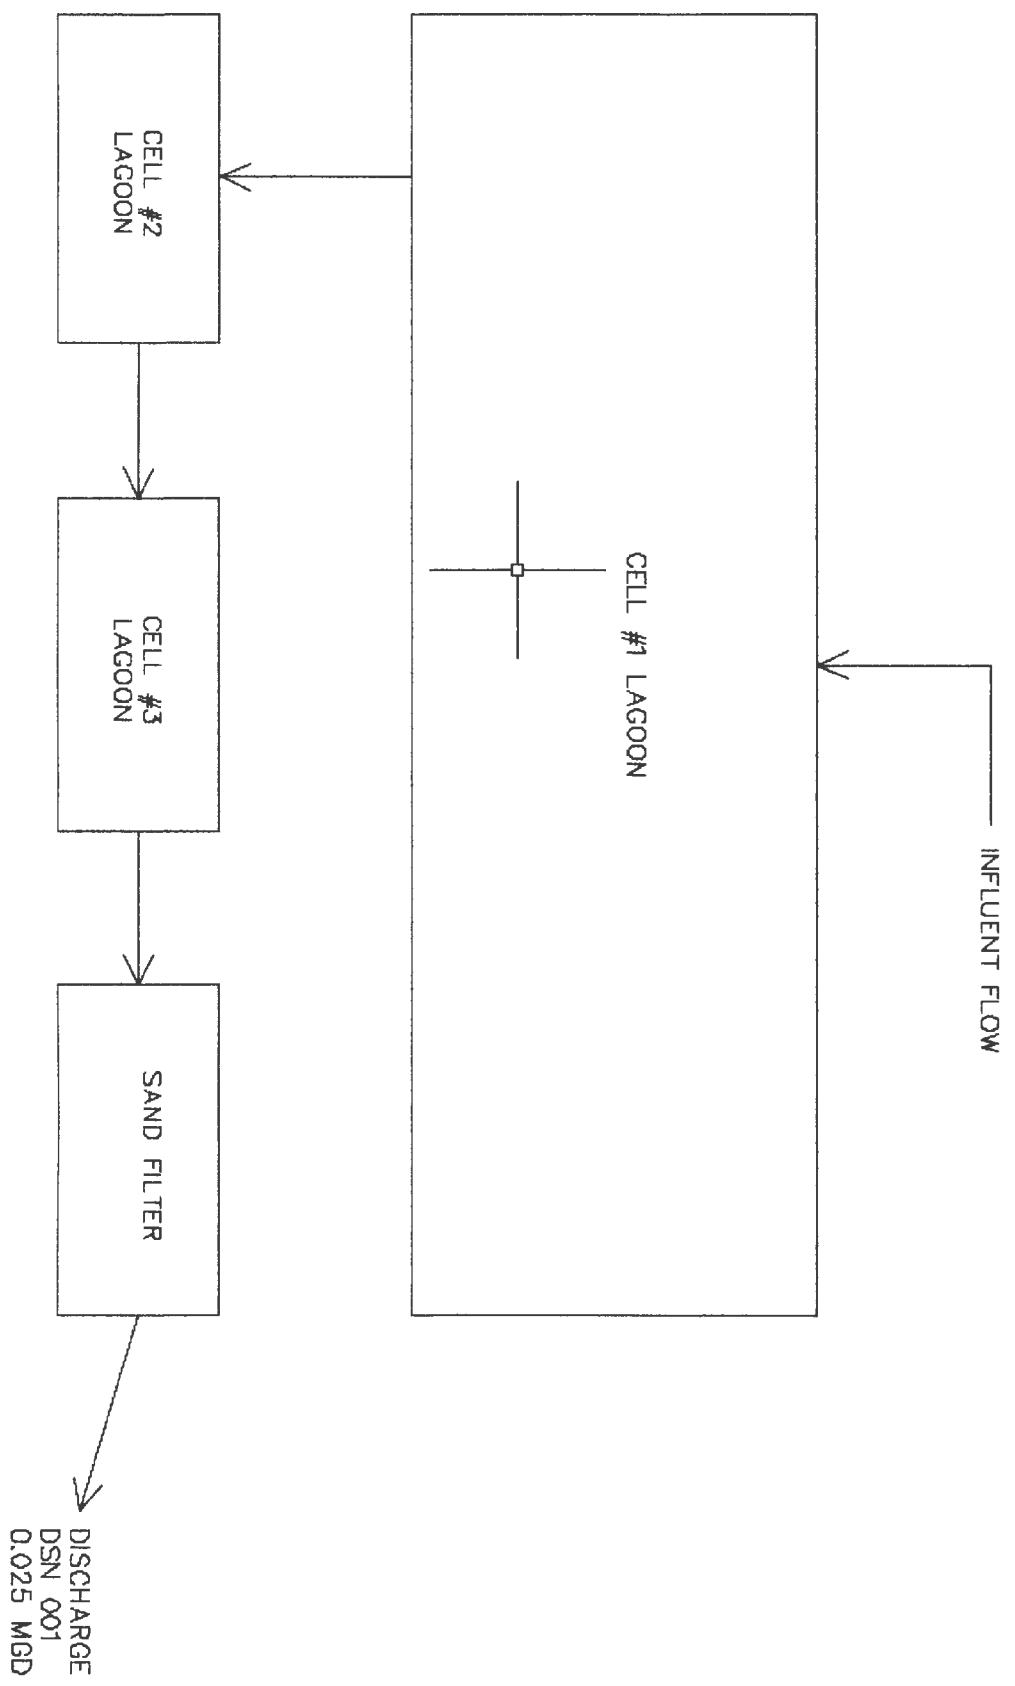 INFLUENT FLOW
CELL #1 LAGOON
CELL #2
LAGOON
CELL #3
LAGOON
SAND FILTER
DISCHARGE
DSN 001
0.025 MGD